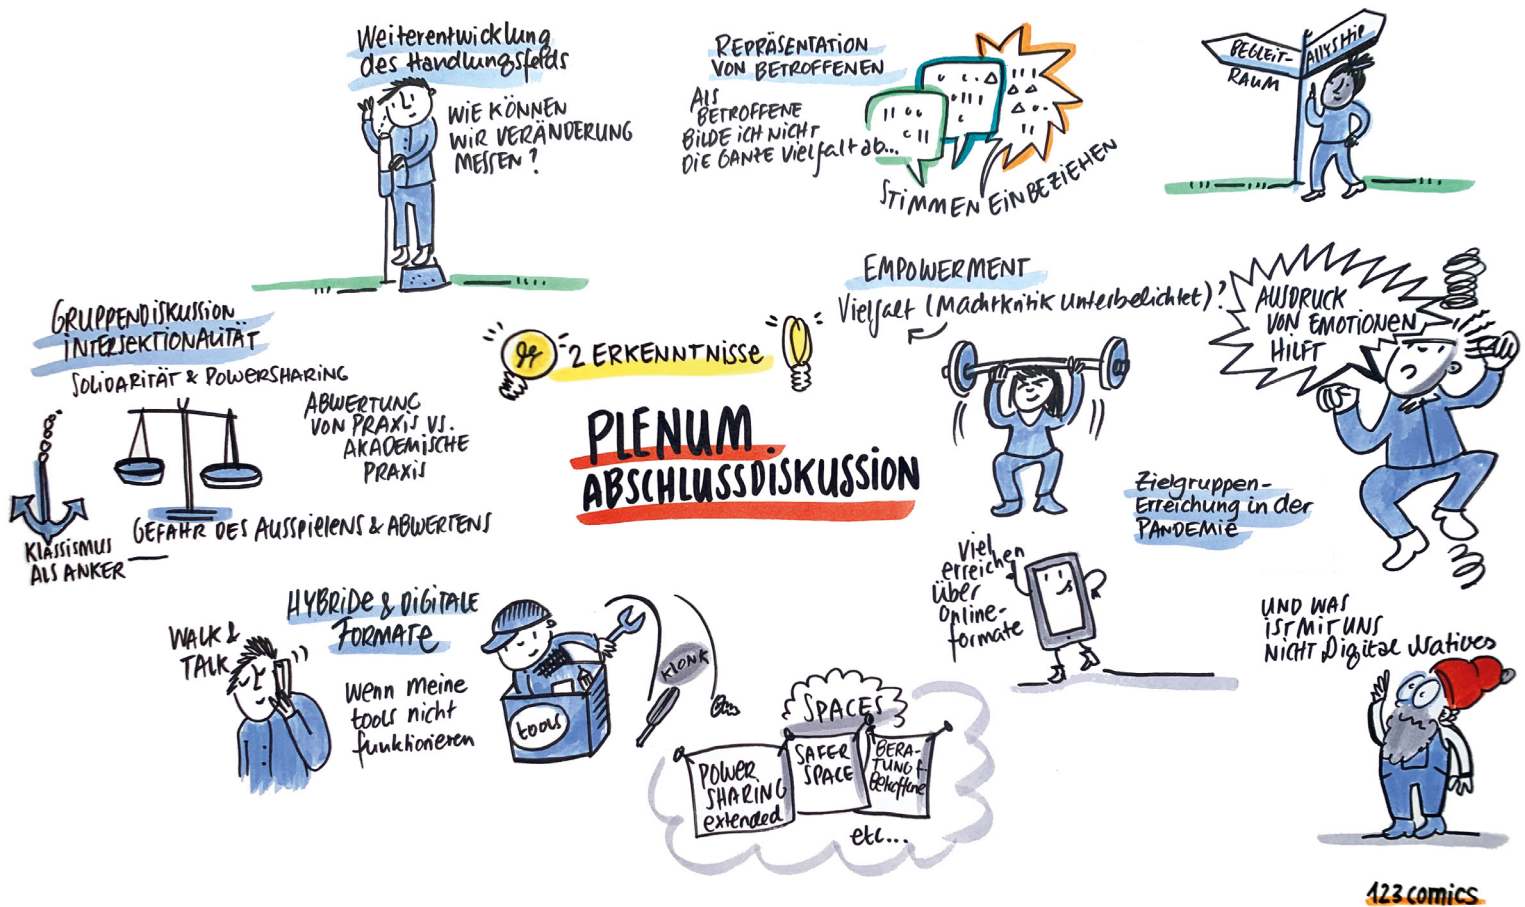 Weiterentwicklung
des Handlungsfelds
WIE KÖNNEN
WIR VERÄNDERUNG
MESSEN?
REPRÄSENTATION
VON BETROFFENEN
ALS
BETROFFENE
BILDE ICH NICHT
DIE GANZE Vielfalt ab...
STIMMEN EINBEZIEHEN
BEGLEIT-
RAUM
ALLYSHIP
GRUPPENDISKUSSION
INTERSEKTIONALITÄT
SOLIDARITÄT & POWERSHARING
ABWERTUNG
VON PRAXIS VS.
AKADEMISCHE
PRAXIS
GEFAHR DES AUSSPIELENS & ABWERTENS
KLASSISMUS
ALS ANKER
2 ERKENNTNISSE
PLENUM.
ABSCHLUSSDISKUSSION
EMPOWERMENT
Vielfalt (Machtkritik unterbelichtet)?
AUSDRUCK
VON EMOTIONEN
HILFT
Zielgruppen-
Erreichung in der
PANDEMIE
viel
erreichen
über
online-
formate
UND WAS
IST MIT UNS
NICHT Digital Natives
HYBRIDE & DIGITALE
FORMATE
WALK &
TALK
wenn meine
tools nicht
funktionieren
tools
KLONK
SPACES
POWER
SHARING
extended
SAFER
SPACE
BERA-
TUNG f.
Betroffene
etc...
123comics